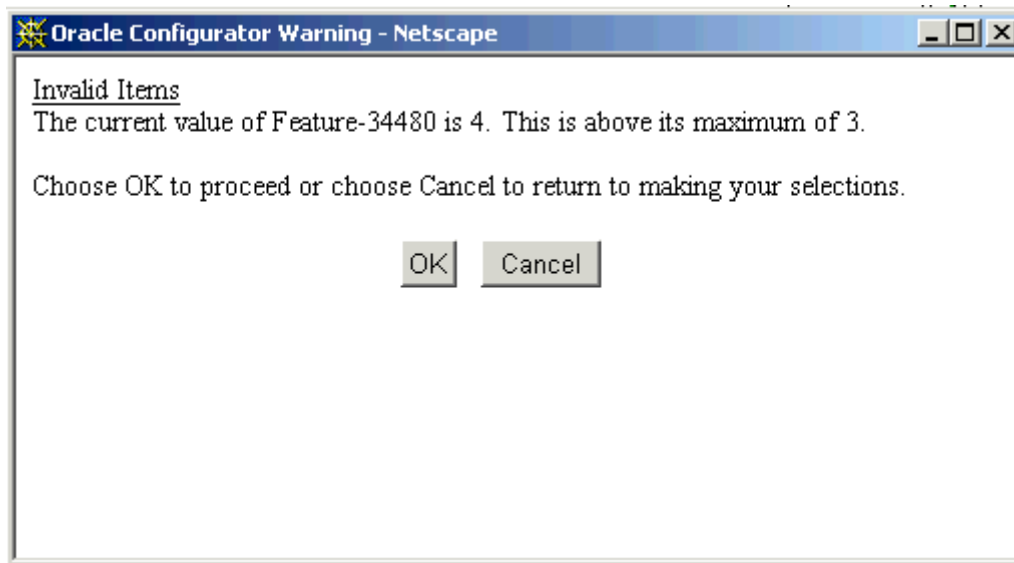 Oracle Configurator Warning - Netscape
Invalid Items
The current value of Feature-34480 is 4. This is above its maximum of 3.
Choose OK to proceed or choose Cancel to return to making your selections.
OK Cancel